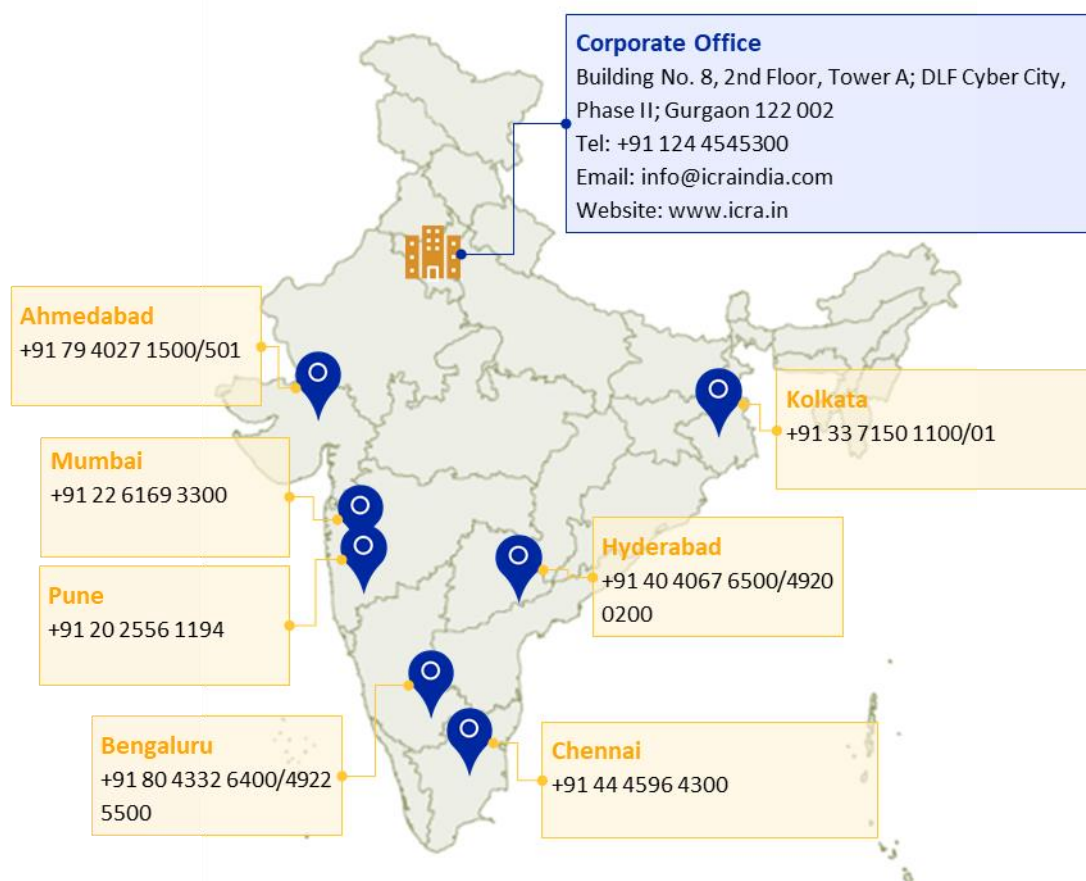 Corporate Office
Building No. 8, 2nd Floor, Tower A; DLF Cyber City,
Phase II; Gurgaon 122 002
Tel: +91 124 4545300
Email: info@icraindia.com
Website: www.icra.in
Ahmedabad
+91 79 4027 1500/501
Kolkata
+91 33 7150 1100/01
Mumbai
+91 22 6169 3300
Hyderabad
+91 40 4067 6500/4920
0200
Pune
+91 20 2556 1194
Bengaluru
+91 80 4332 6400/4922
5500
Chennai
+91 44 4596 4300